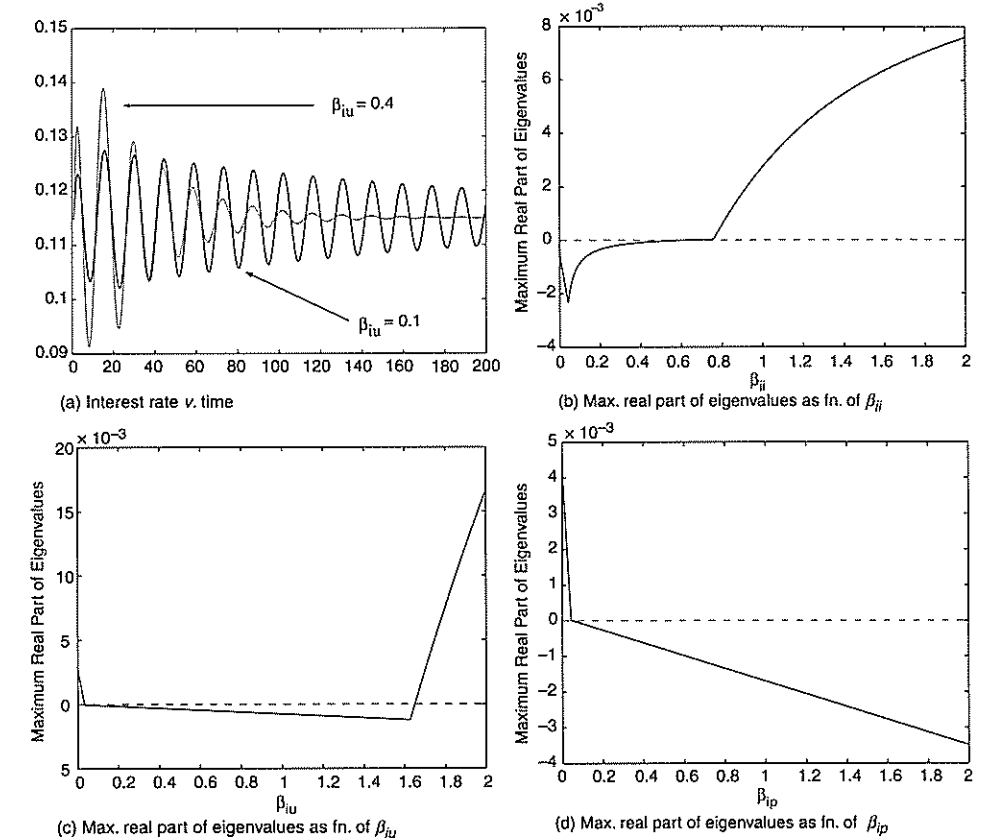 0.15
0.14
0.13
0.12
0.11
0.1
0.09
βiu = 0.4
βiu = 0.1
0 20 40 60 80 100 120 140 160 180 200
(a) Interest rate v. time
8 × 10–3
6
4
2
0
–2
–4
Maximum Real Part of Eigenvalues
0 0.2 0.4 0.6 0.8 1 1.2 1.4 1.6 1.8 2
βii
(b) Max. real part of eigenvalues as fn. of βii
20 × 10–3
15
10
5
0
5
Maximum Real Part of Eigenvalues
0 0.2 0.4 0.6 0.8 1 1.2 1.4 1.6 1.8 2
βiu
(c) Max. real part of eigenvalues as fn. of βiu
5 × 10–3
4
3
2
1
0
–1
–2
–3
–4
Maximum Real Part of Eigenvalues
0 0.2 0.4 0.6 0.8 1 1.2 1.4 1.6 1.8 2
βip
(d) Max. real part of eigenvalues as fn. of βip